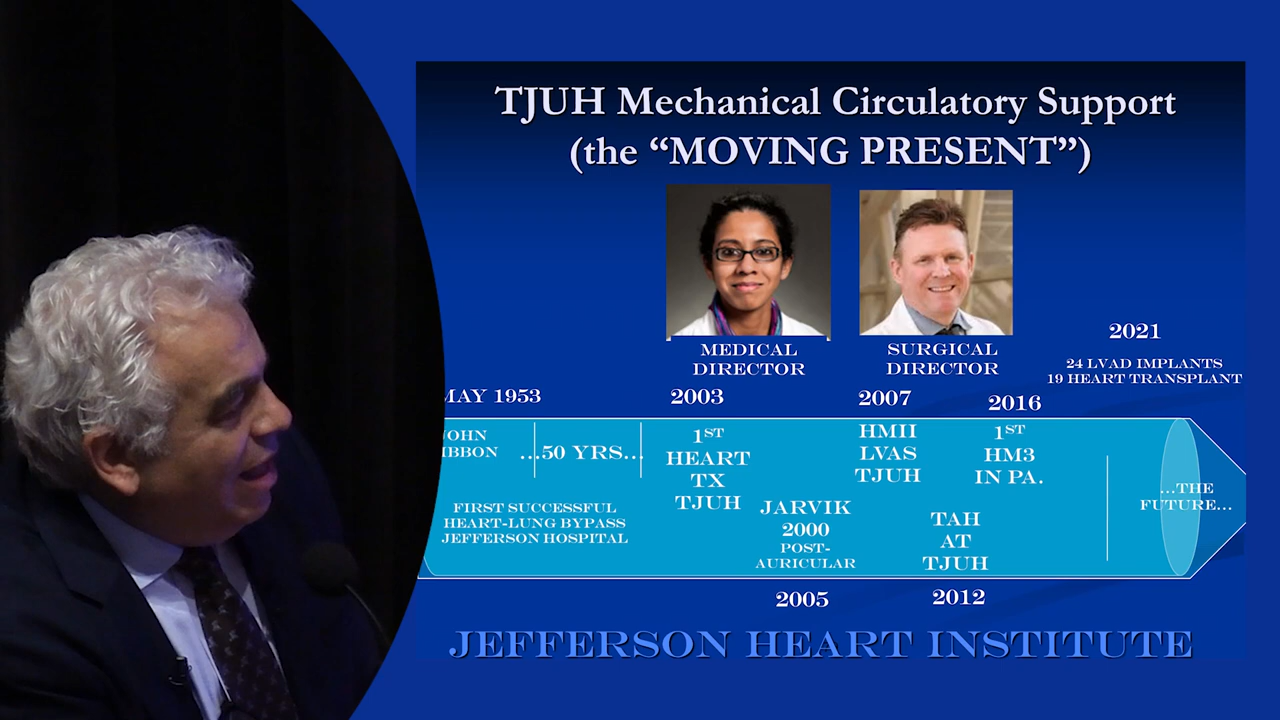 TJUH Mechanical Circulatory Support
(the “MOVING PRESENT”)
MEDICAL
DIRECTOR
SURGICAL
DIRECTOR
2021
24 LVAD IMPLANTS
19 HEART TRANSPLANT
MAY 1953
2003
2007
2016
OHN
IBBON
...50 YRS...
1ST
HEART
TX
TJUH
HMII
LVAS
TJUH
1ST
HM3
IN PA.
...THE
FUTURE...
FIRST SUCCESSFUL
HEART-LUNG BYPASS
JEFFERSON HOSPITAL
JARVIK
2000
POST-
AURICULAR
TAH
AT
TJUH
2005
2012
JEFFERSON HEART INSTITUTE